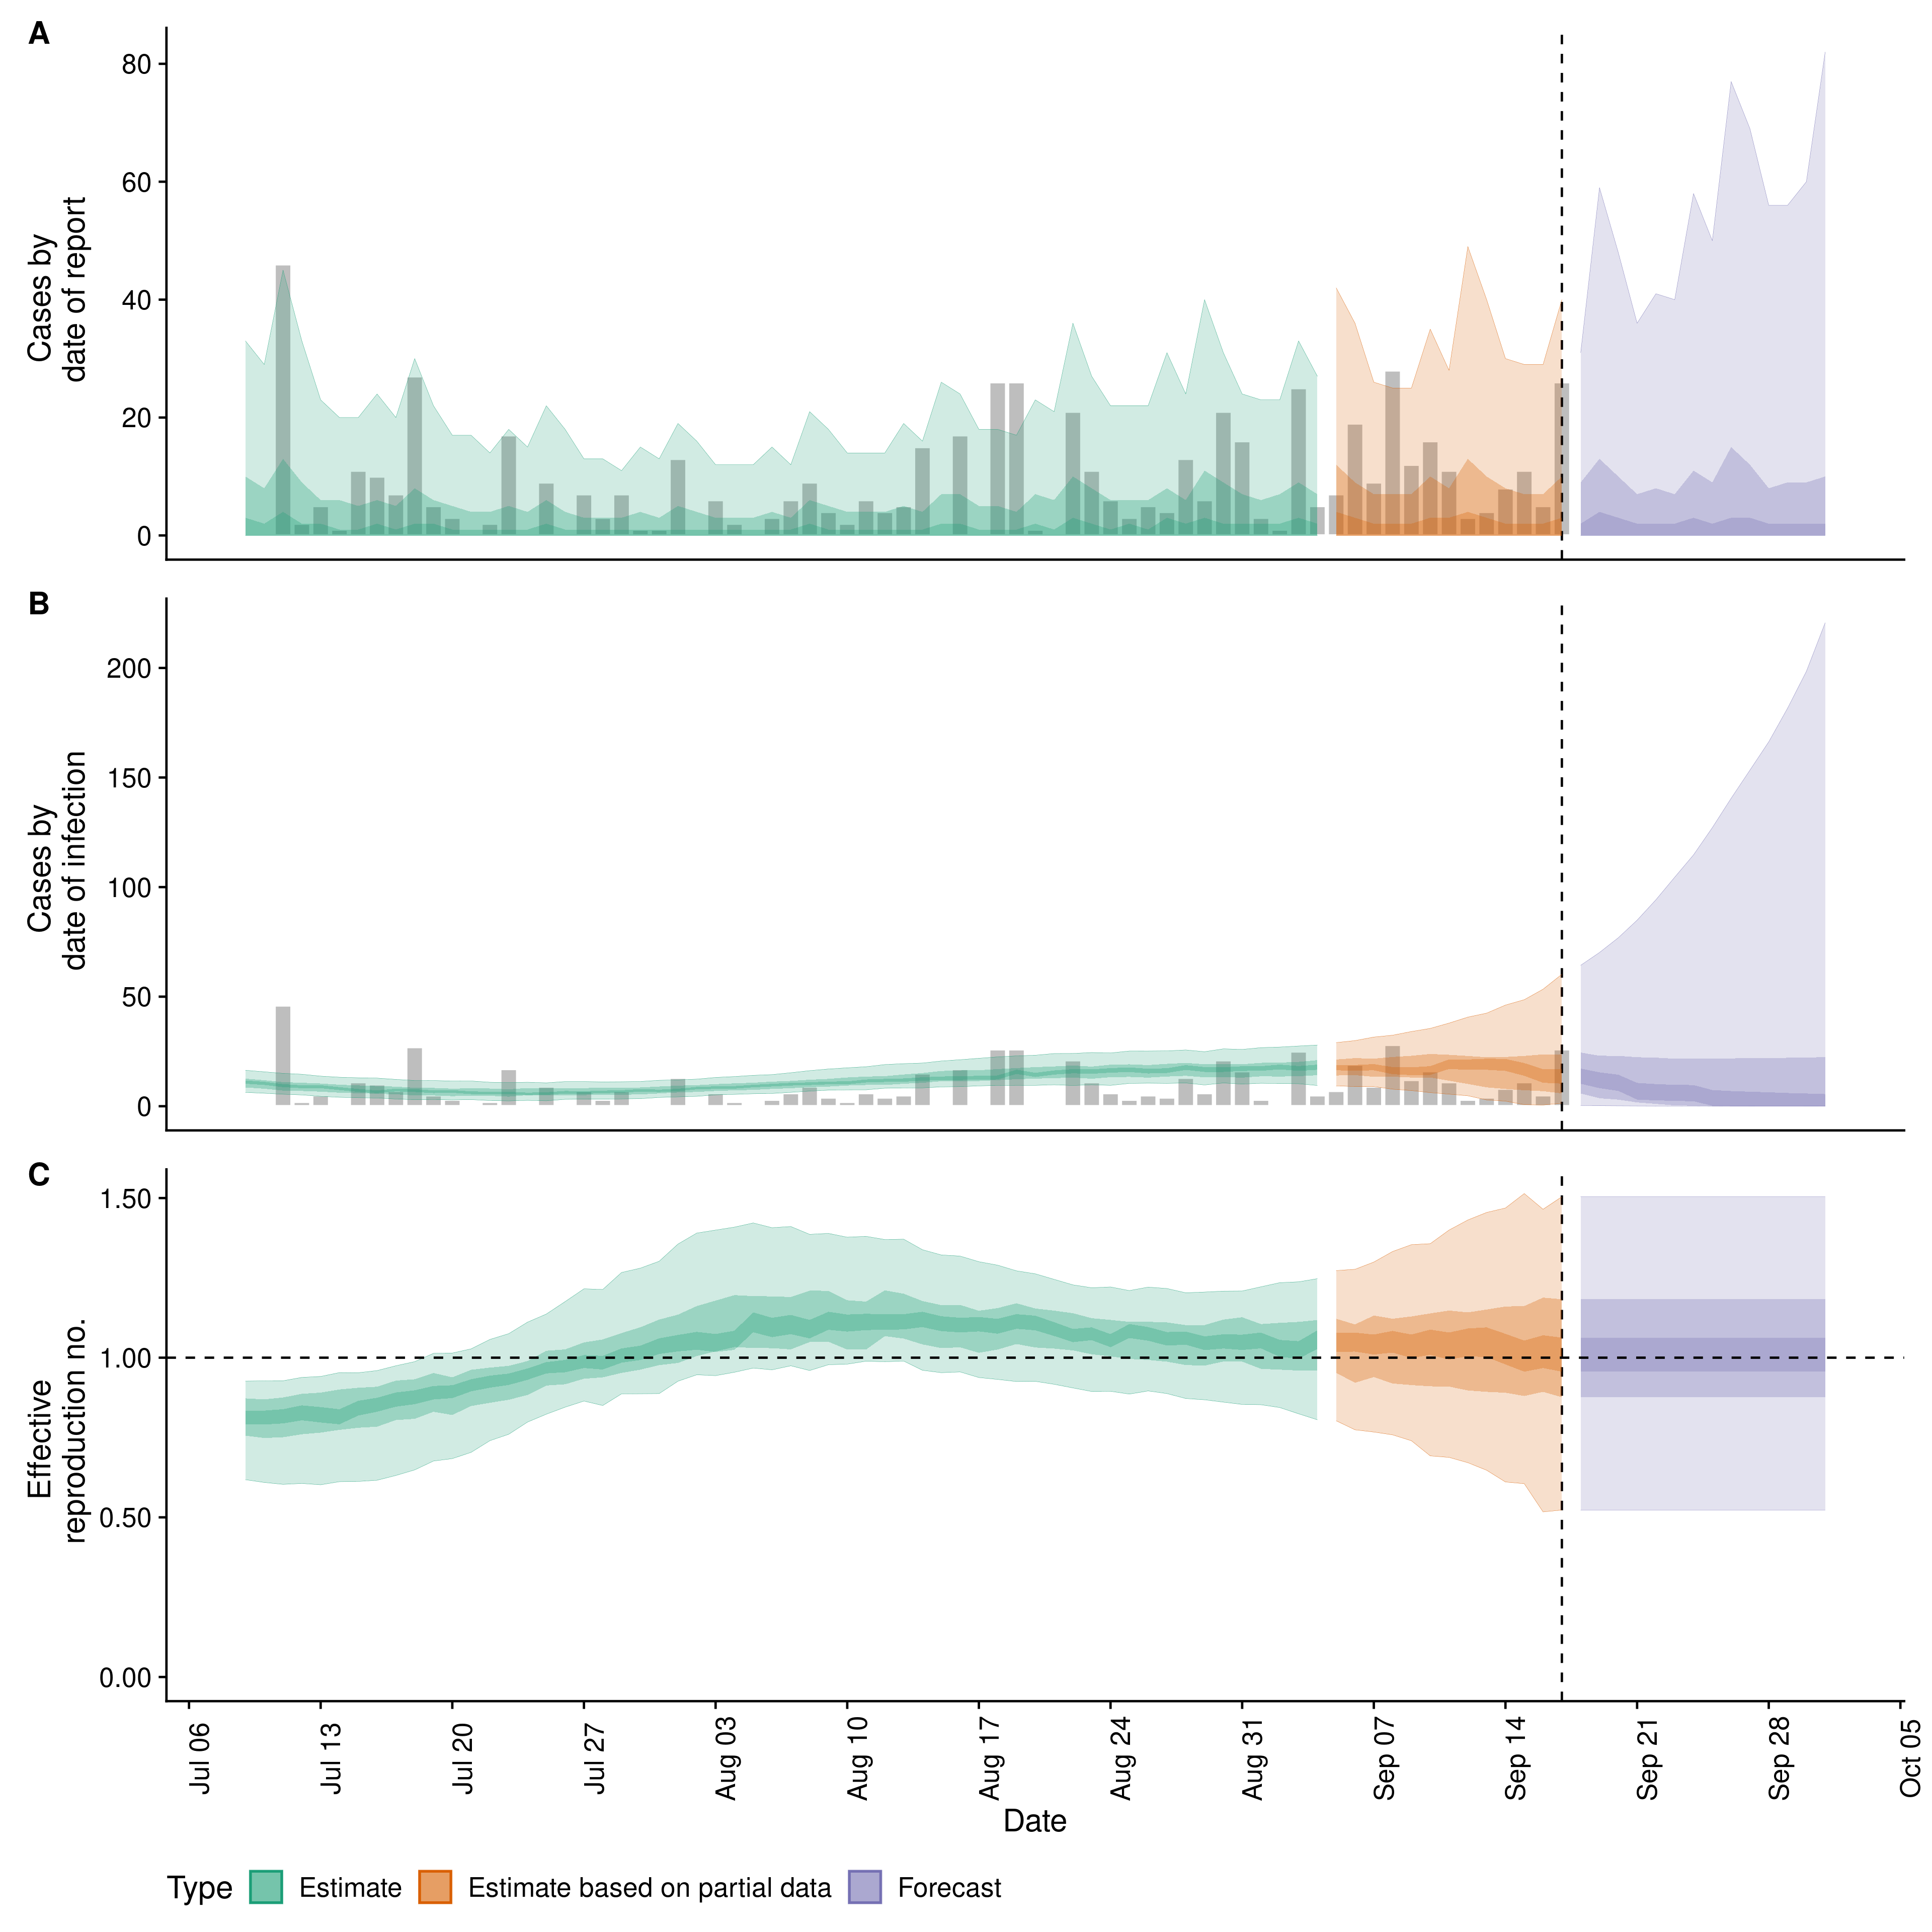 A
80
60
40
20
0
Cases by
date of report
B
200
150
100
50
0
Cases by
date of infection
C
1.50
1.00
0.50
0.00
Effective
reproduction no.
Jul 06
Jul 13
Jul 20
Jul 27
Aug 03
Aug 10
Aug 17
Aug 24
Aug 31
Sep 07
Sep 14
Sep 21
Sep 28
Oct 05
Date
Type Estimate Estimate based on partial data Forecast